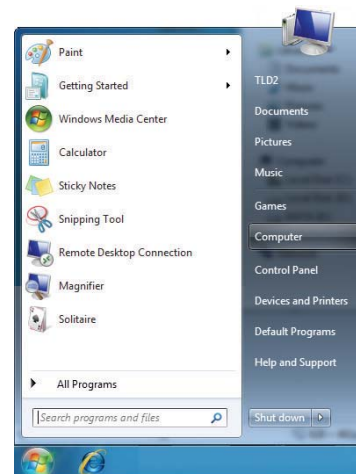 Paint
Getting Started
Windows Media Center
Calculator
Sticky Notes
Snipping Tool
Remote Desktop Connection
Magnifier
Solitaire
All Programs
Search programs and files
TLD2
Documents
Pictures
Music
Games
Computer
Control Panel
Devices and Printers
Default Programs
Help and Support
Shut down